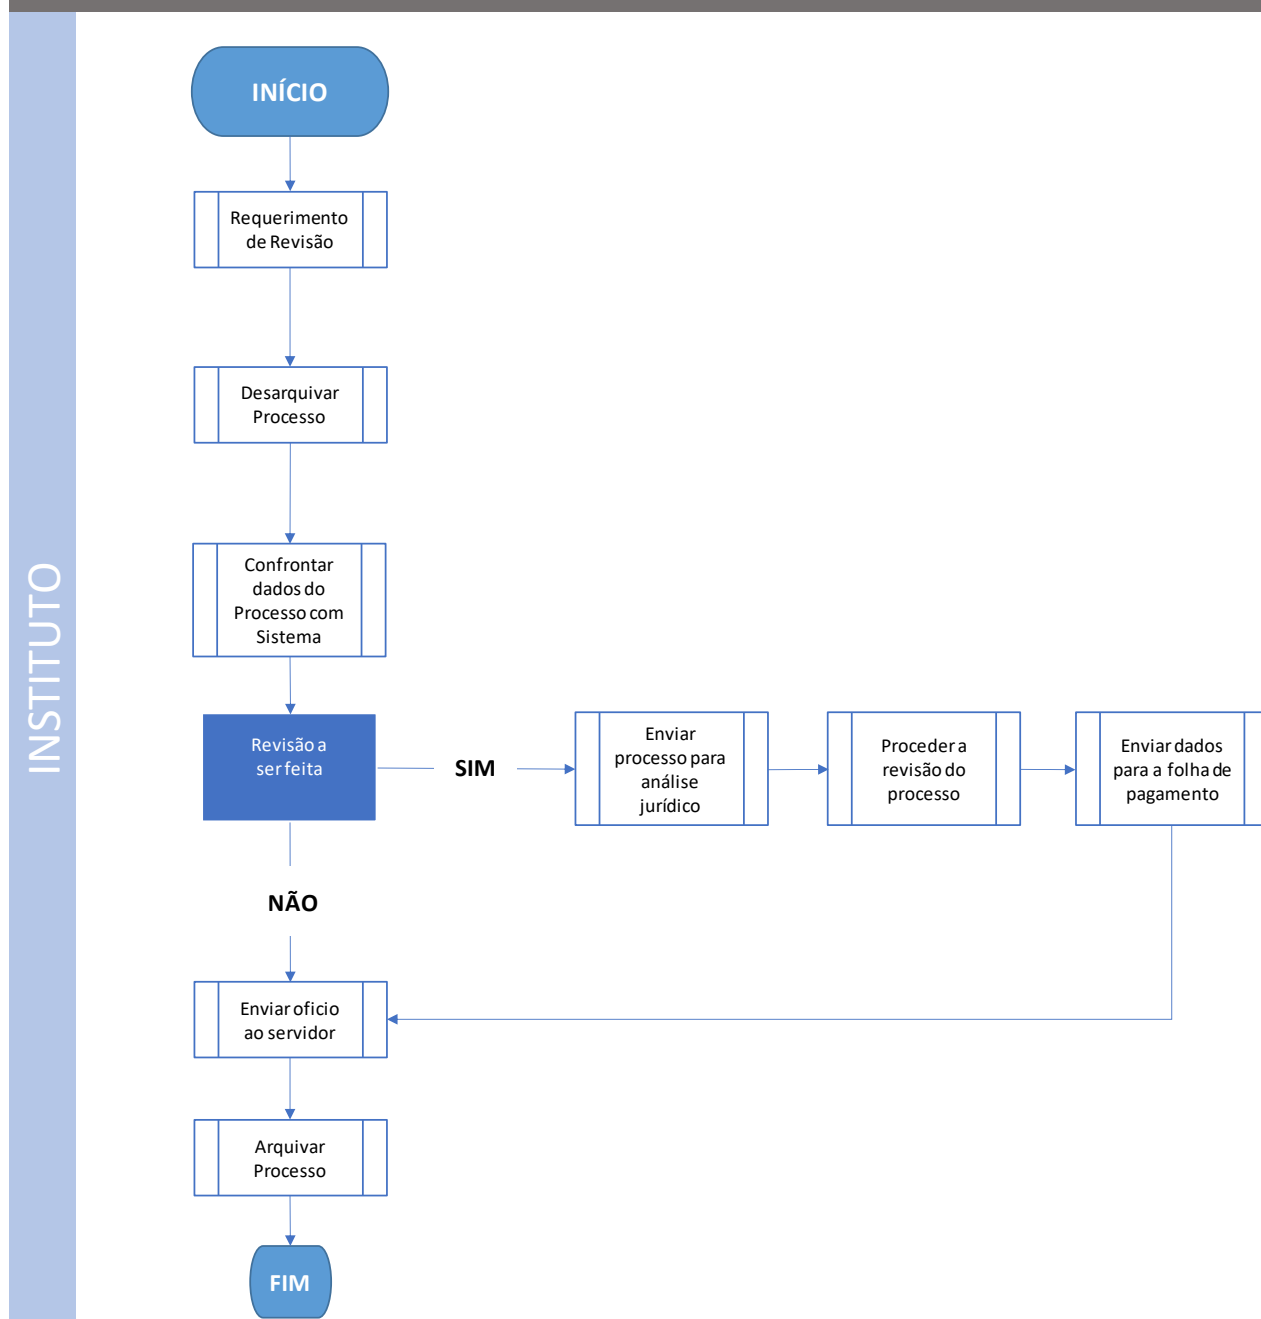 INSTITUTO
INÍCIO
Requerimento
de Revisão
Desarquivar
Processo
Confrontar
dados do
Processo com
Sistema
Revisão a
ser feita
SIM
Enviar
processo para
análise
jurídico
Proceder a
revisão do
processo
Enviar dados
para a folha de
pagamento
NÃO
Enviar oficio
ao servidor
Arquivar
Processo
FIM